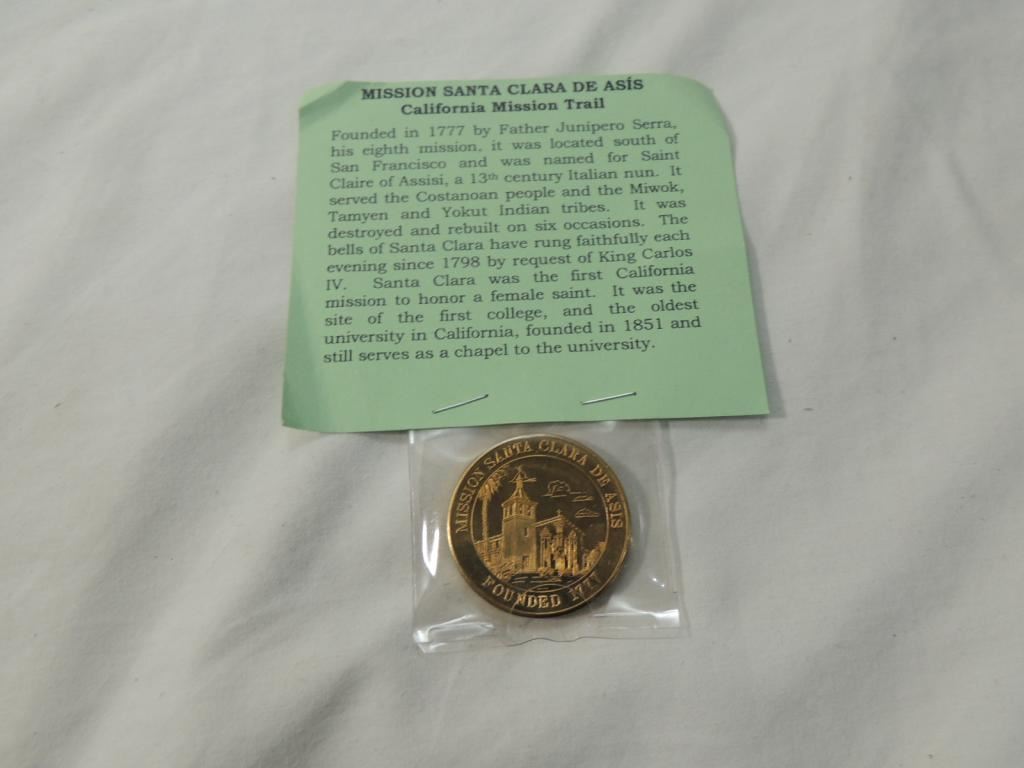 MISSION SANTA CLARA DE ASÍS
California Mission Trail
Founded in 1777 by Father Junipero Serra,
his eighth mission, it was located south of
San Francisco and was named for Saint
Claire of Assisi, a 13th century Italian nun. It
served the Costanoan people and the Miwok,
Tamyen and Yokut Indian tribes. It was
destroyed and rebuilt on six occasions. The
bells of Santa Clara have rung faithfully each
evening since 1798 by request of King Carlos
IV. Santa Clara was the first California
mission to honor a female saint. It was the
site of the first college, and the oldest
university in California, founded in 1851 and
still serves as a chapel to the university.
MISSION SANTA CLARA DE ASIS
FOUNDED 1777